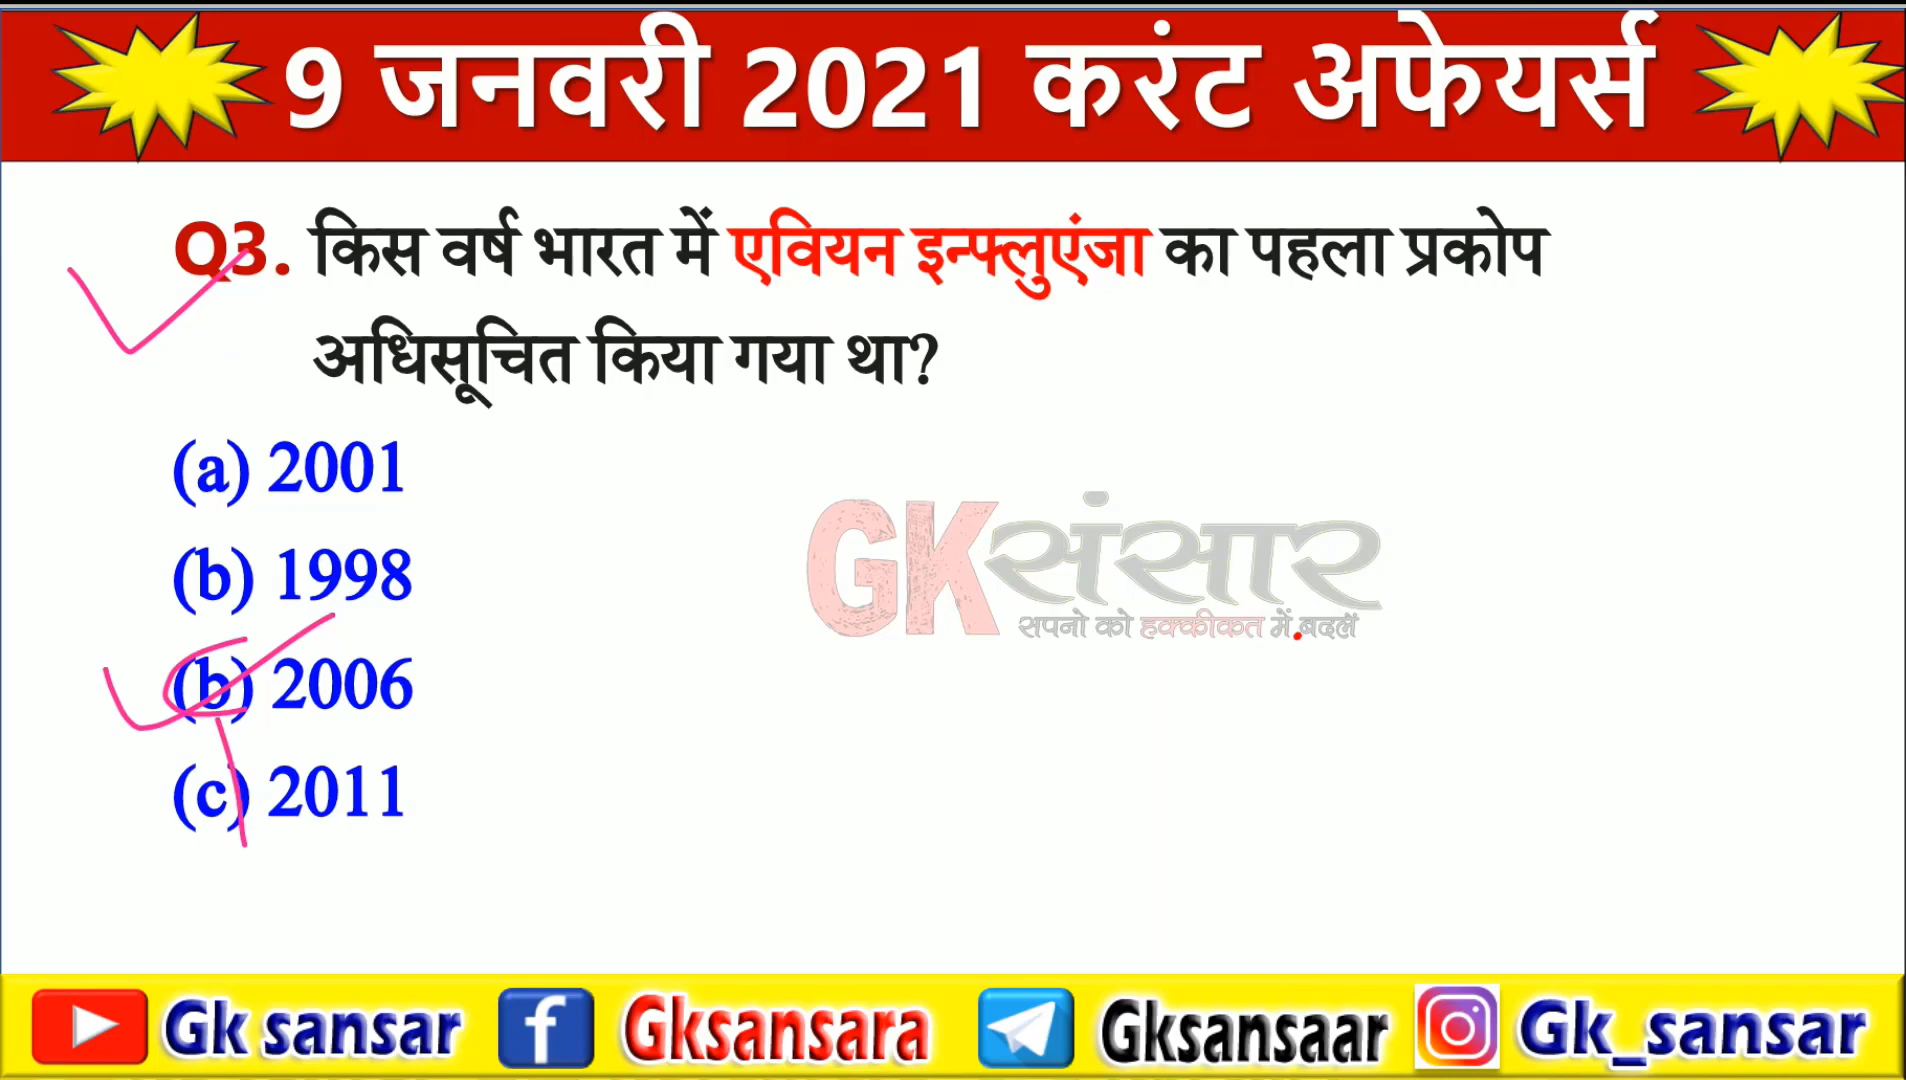 9 जनवरी 2021 करंट अफेयर्स
Q3. किस वर्ष भारत में एवियन इन्फ्लुएंजा का पहला प्रकोप
अधिसूचित किया गया था?
(a) 2001
(b) 1998
(b) 2006
(c) 2011
GKसंसार
सपनो को हक्कीकत में बदलें
Gk sansar
Gksansara
Gksansaar
Gk_sansar